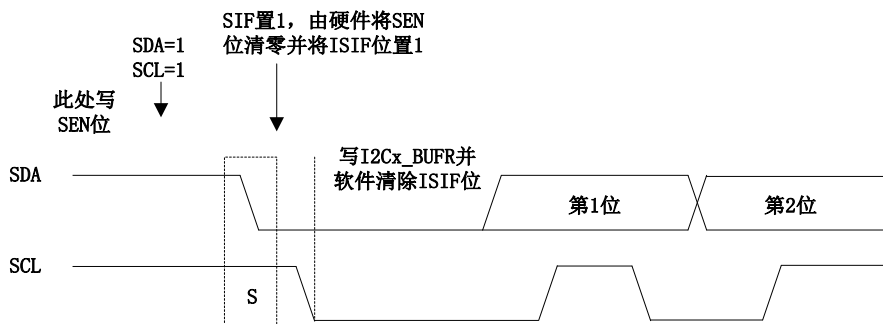 SIF置1，由硬件将SEN
位清零并将ISIF位置1
SDA=1
SCL=1
此处写
SEN位
写I2Cx_BUFR并
软件清除ISIF位
SDA
第1位
第2位
SCL
S